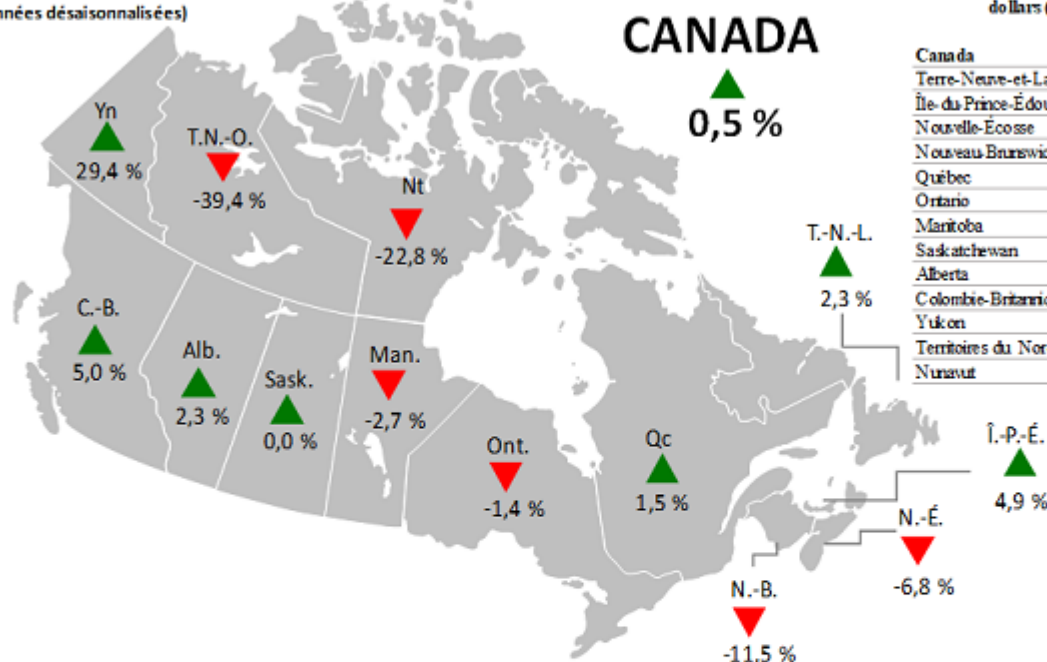 nnées désaisonnalisées)
CANADA
0,5 %
Yn
29,4 %
T.N.-O.
-39,4 %
Nt
-22,8 %
C.-B.
5,0 %
Alb.
2,3 %
Sask.
0,0 %
Man.
-2,7 %
Ont.
-1,4 %
Qc
1,5 %
T.-N.-L.
2,3 %
Î.-P.-É.
4,9 %
N.-É.
-6,8 %
N.-B.
-11,5 %
dollars (
Canada
Terre-Neuve-et-La
Île-du-Prince-Édou
Nouvelle-Écosse
Nouveau-Brunswic
Québec
Ontario
Manitoba
Saskatchewan
Alberta
Colombie-Britannic
Yukon
Territoires du Nor
Nunavut